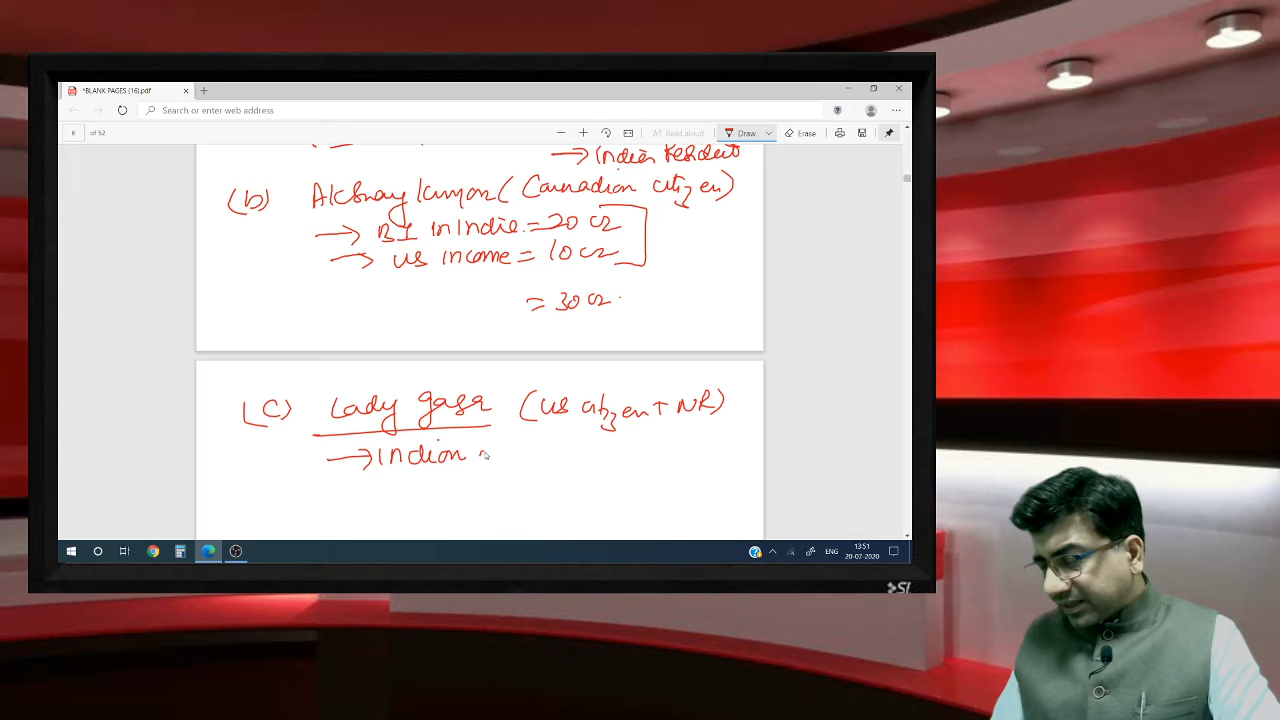 *BLANK PAGES (16).pdf
Search or enter web address
6 of 52
Read aloud
Draw
Erase
→ Indian Resident
(b) Akshay Kumar (Cannadian citizen)
→ BI in India = 20 cr
→ US income = 10 cr
= 30 cr.
(C) Lady gaga (US citizen + NR)
→ Indian
ENG
13:51
20-07-2020